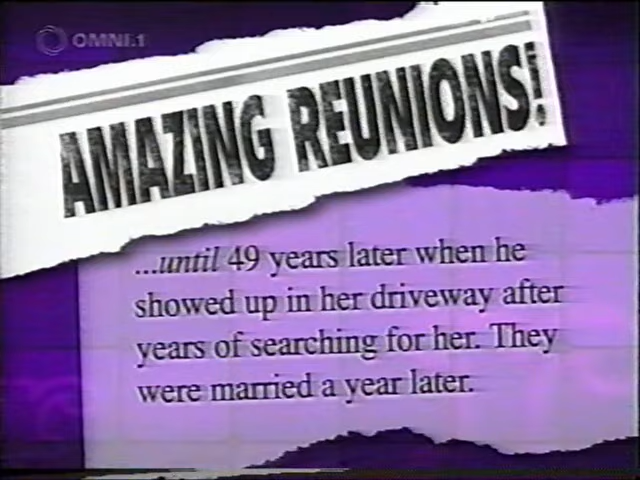 OMNI.1
AMAZING REUNIONS!
...until 49 years later when he
showed up in her driveway after
years of searching for her. They
were married a year later.